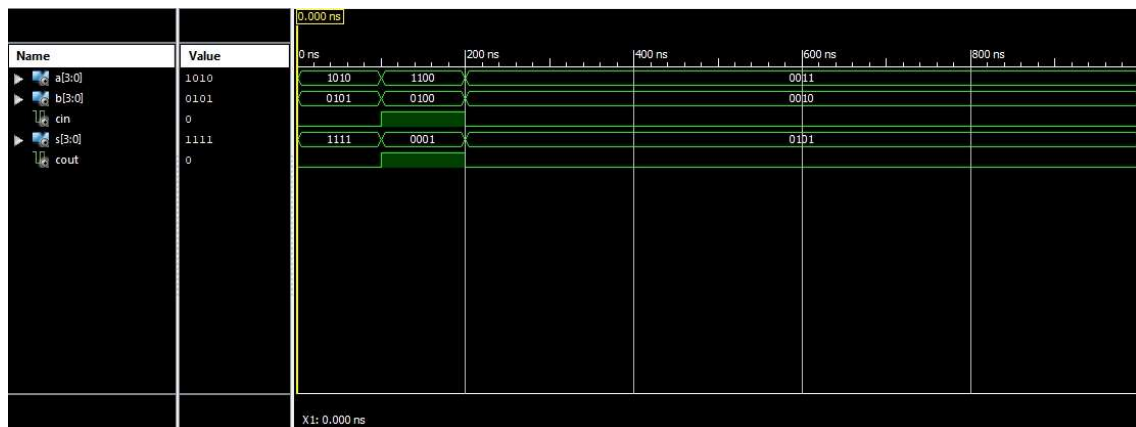 0.000 ns
Name Value 0 ns 200 ns 400 ns 600 ns 800 ns
a[3:0] 1010 1010 1100 0011
b[3:0] 0101 0101 0100 0010
cin 0
s[3:0] 1111 1111 0001 0101
cout 0
X1: 0.000 ns